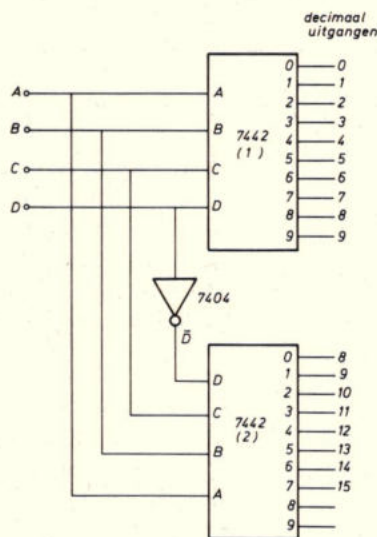 decimaal
uitgangen
A
B
C
D
A
B
C
D
7442
(1)
0 0
1 1
2 2
3 3
4 4
5 5
6 6
7 7
8 8
9 9
7404
D̅
D
C
B
A
7442
(2)
0 8
1 9
2 10
3 11
4 12
5 13
6 14
7 15
8
9